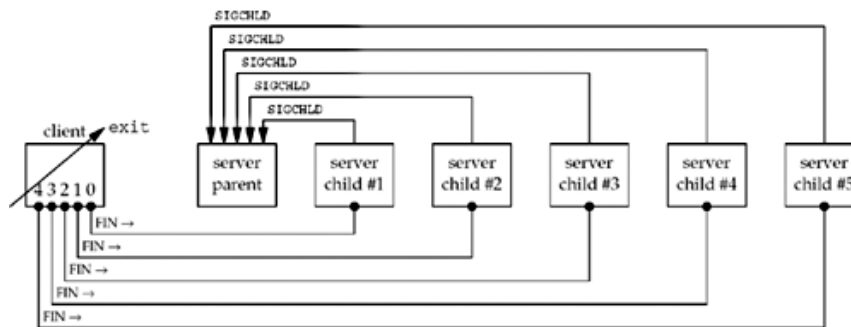 SIGCHLD
SIGCHLD
SIGCHLD
SIGCHLD
SIGCHLD
client
exit
4 3 2 1 0
server
parent
server
child #1
server
child #2
server
child #3
server
child #4
server
child #5
FIN →
FIN →
FIN →
FIN →
FIN →